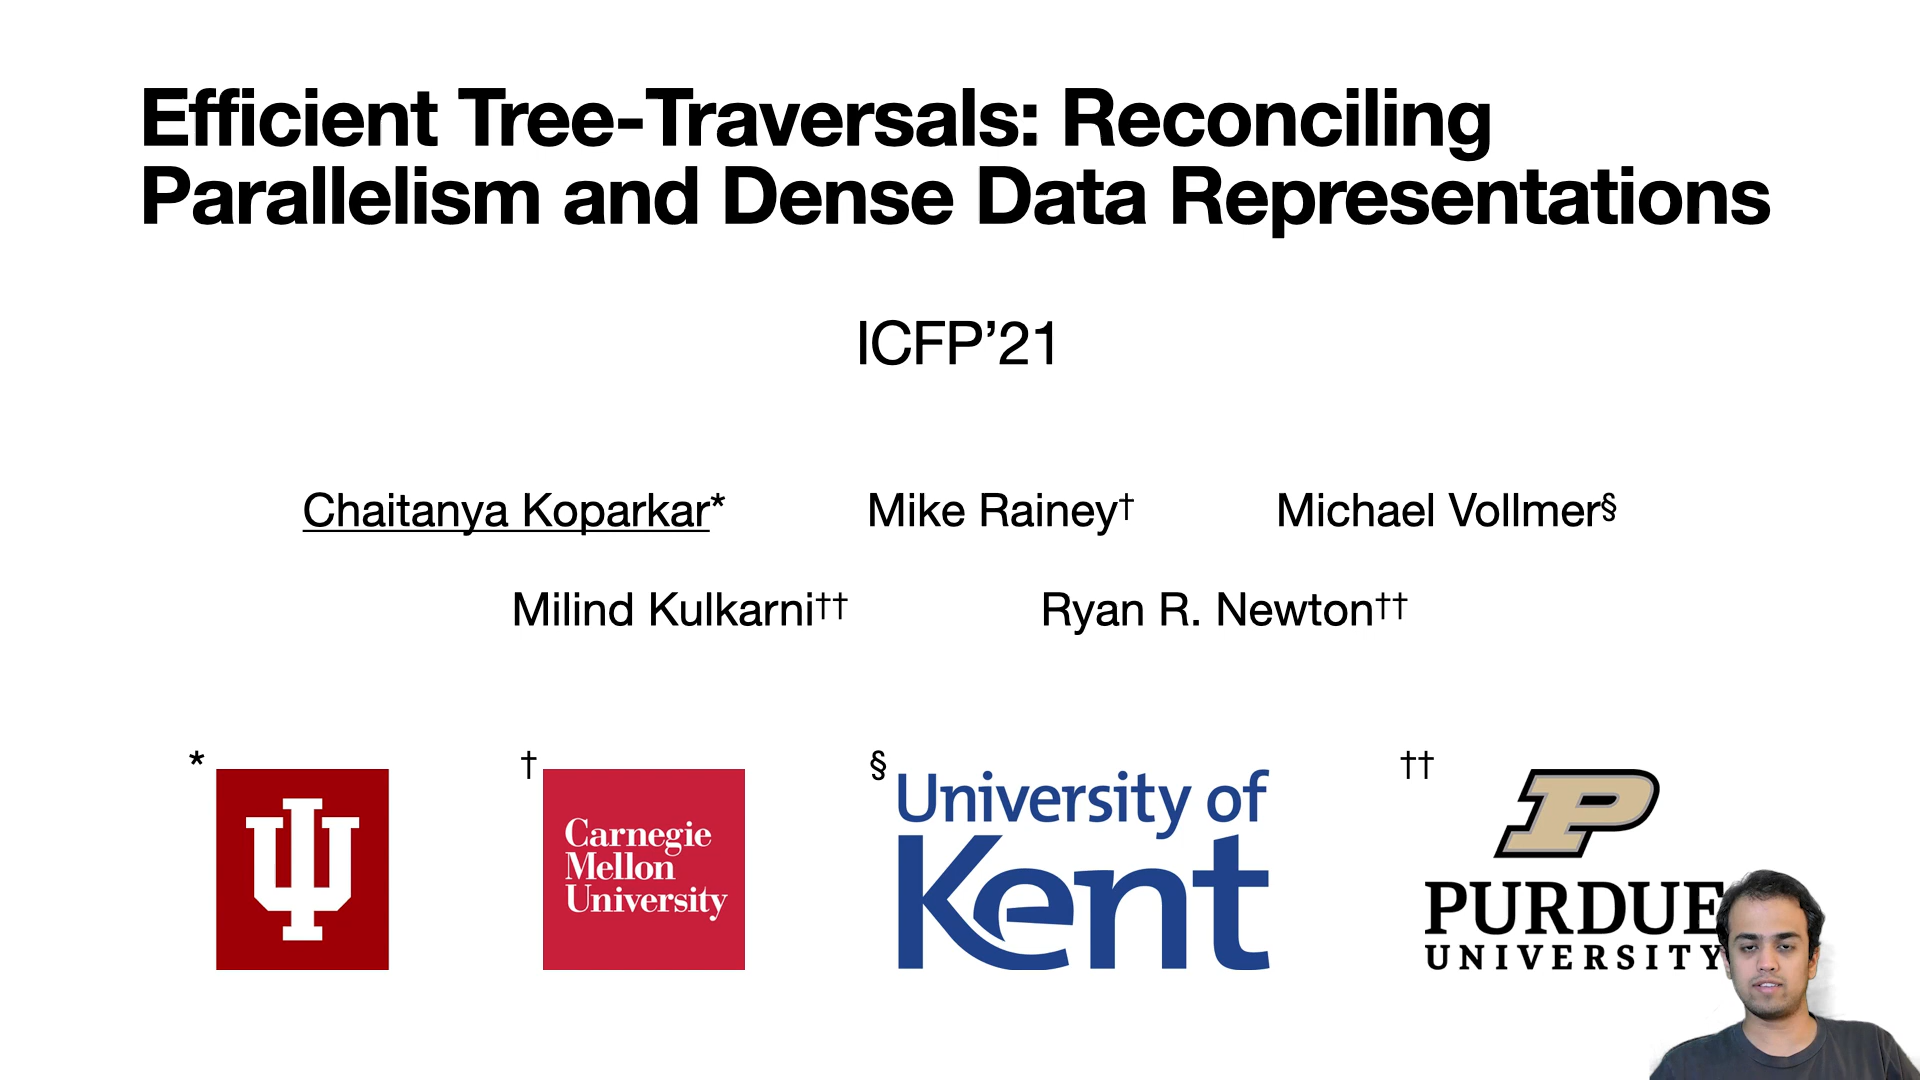 Efficient Tree-Traversals: Reconciling
Parallelism and Dense Data Representations
ICFP’21
Chaitanya Koparkar* Mike Rainey† Michael Vollmer§
Milind Kulkarni†† Ryan R. Newton††
* † § ††
Carnegie
Mellon
University
University of
Kent
PURDUE
UNIVERSITY